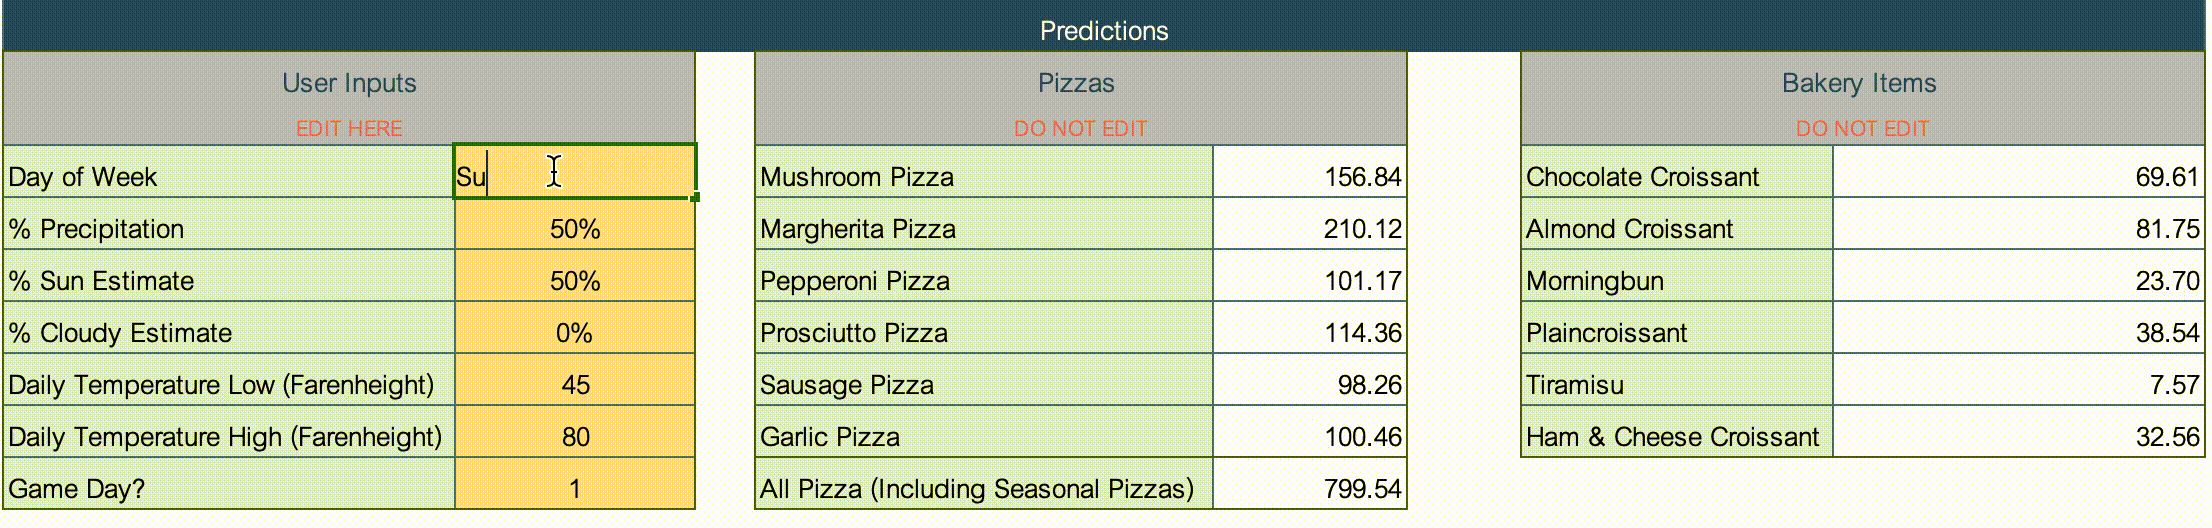 Predictions
User Inputs
EDIT HERE
Day of Week Su
% Precipitation 50%
% Sun Estimate 50%
% Cloudy Estimate 0%
Daily Temperature Low (Farenheight) 45
Daily Temperature High (Farenheight) 80
Game Day? 1
Pizzas
DO NOT EDIT
Mushroom Pizza 156.84
Margherita Pizza 210.12
Pepperoni Pizza 101.17
Prosciutto Pizza 114.36
Sausage Pizza 98.26
Garlic Pizza 100.46
All Pizza (Including Seasonal Pizzas) 799.54
Bakery Items
DO NOT EDIT
Chocolate Croissant 69.61
Almond Croissant 81.75
Morningbun 23.70
Plaincroissant 38.54
Tiramisu 7.57
Ham & Cheese Croissant 32.56